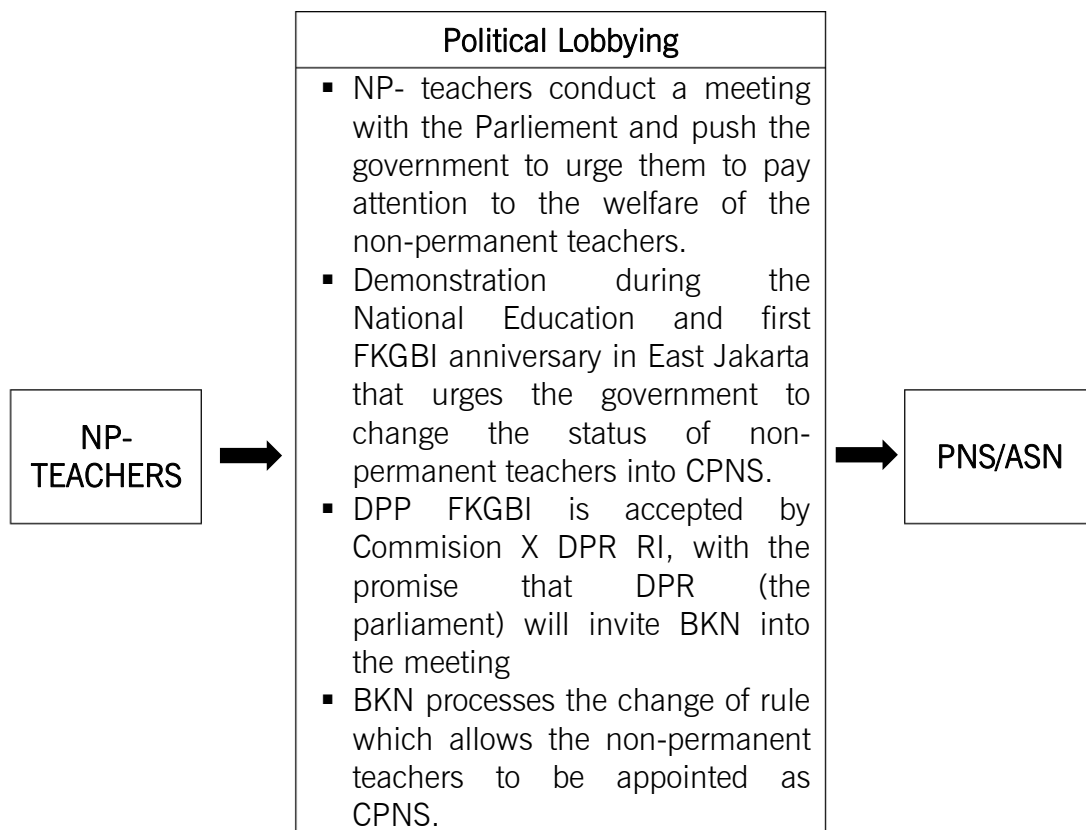 Political Lobbying
▪ NP- teachers conduct a meeting
with the Parliement and push the
government to urge them to pay
attention to the welfare of the
non-permanent teachers.
▪ Demonstration during the
National Education and first
FKGBI anniversary in East Jakarta
that urges the government to
change the status of non-
permanent teachers into CPNS.
▪ DPP FKGBI is accepted by
Commision X DPR RI, with the
promise that DPR (the
parliament) will invite BKN into
the meeting
▪ BKN processes the change of rule
which allows the non-permanent
teachers to be appointed as
CPNS.
NP-
TEACHERS
PNS/ASN